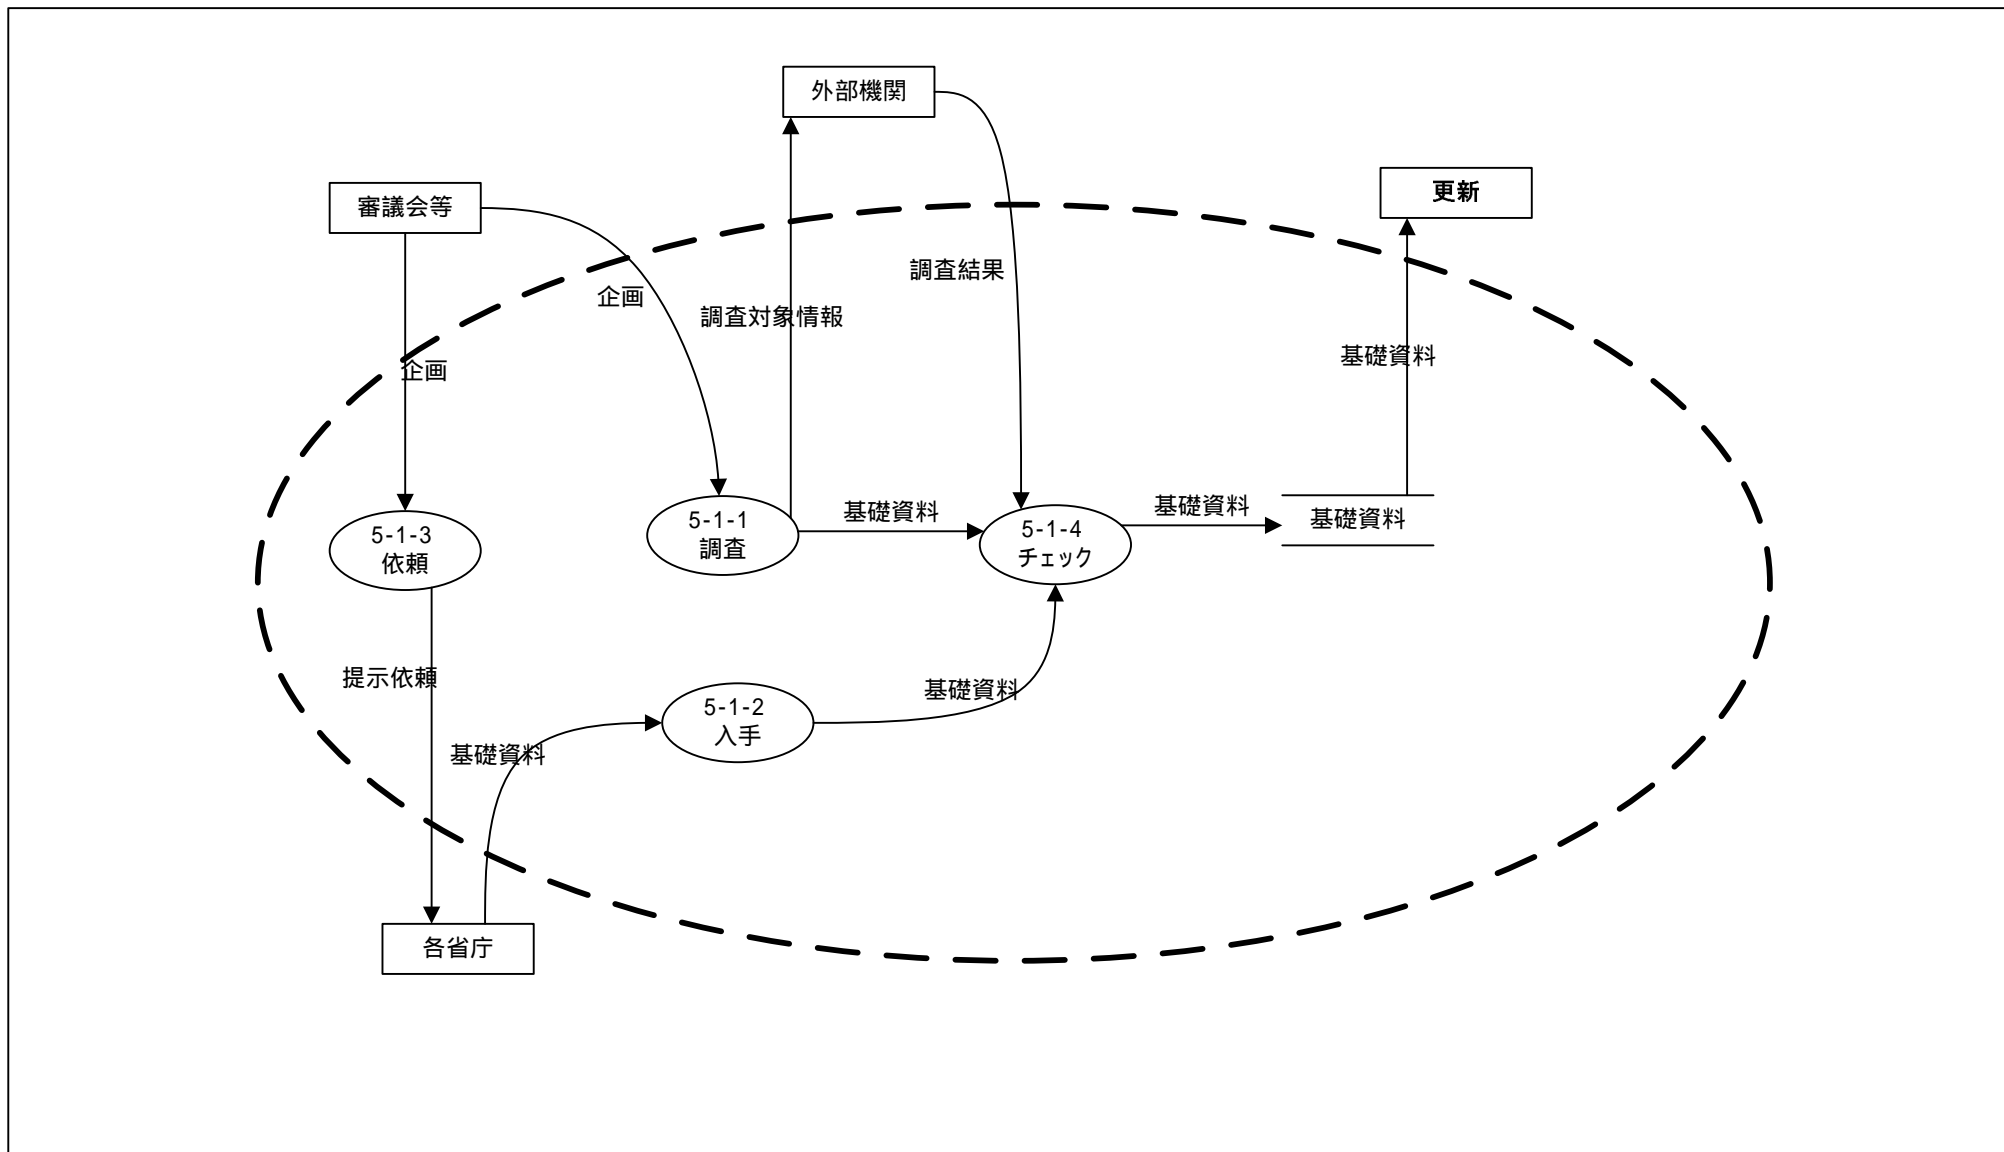 外部機関
更新
審議会等
調査結果
企画
調査対象情報
基礎資料
企画
基礎資料
基礎資料
基礎資料
5-1-1
調査
5-1-4
チェック
5-1-3
依頼
提示依頼
基礎資料
5-1-2
入手
基礎資料
各省庁